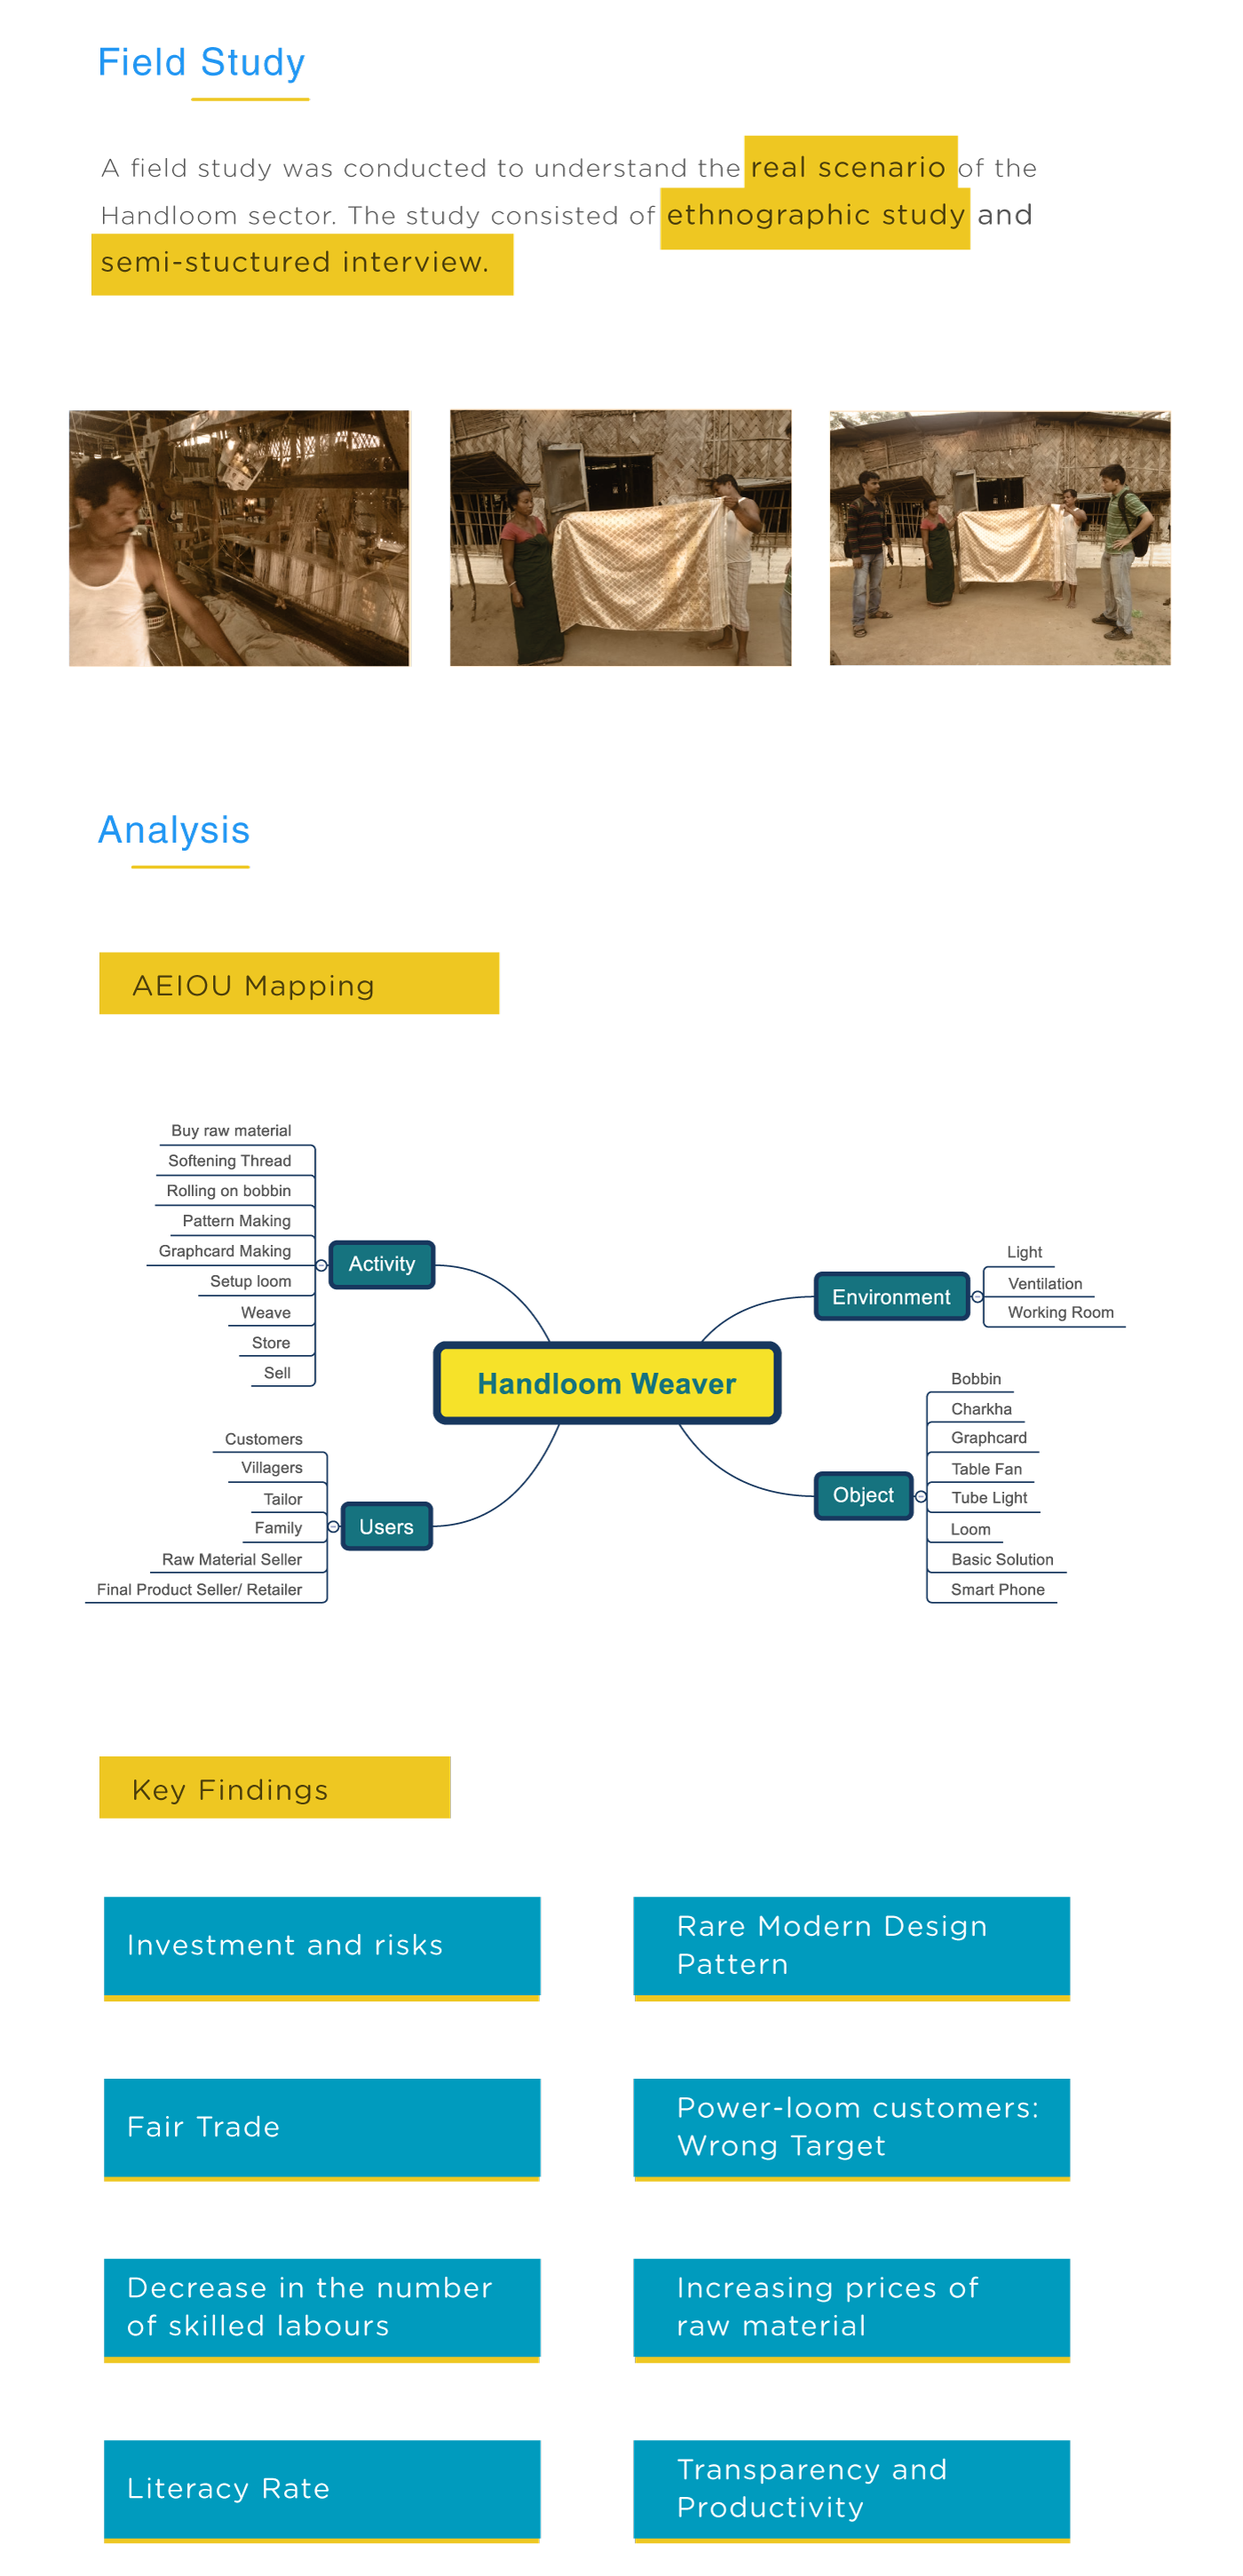 Field Study
A field study was conducted to understand the real scenario of the
Handloom sector. The study consisted of ethnographic study and
semi-stuctured interview.
Analysis
AEIOU Mapping
Buy raw material
Softening Thread
Rolling on bobbin
Pattern Making
Graphcard Making
Setup loom
Weave
Store
Sell
Activity
Customers
Villagers
Tailor
Family
Raw Material Seller
Final Product Seller/ Retailer
Users
Handloom Weaver
Environment
Light
Ventilation
Working Room
Object
Bobbin
Charkha
Graphcard
Table Fan
Tube Light
Loom
Basic Solution
Smart Phone
Key Findings
Investment and risks
Rare Modern Design
Pattern
Fair Trade
Power-loom customers:
Wrong Target
Decrease in the number
of skilled labours
Increasing prices of
raw material
Literacy Rate
Transparency and
Productivity